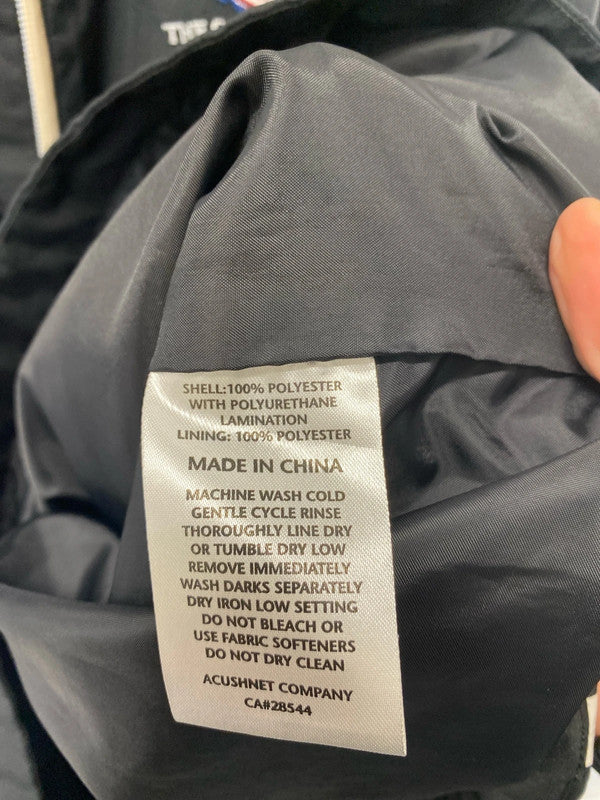 THE
SHELL:100% POLYESTER
WITH POLYURETHANE
LAMINATION
LINING: 100% POLYESTER
MADE IN CHINA
MACHINE WASH COLD
GENTLE CYCLE RINSE
THOROUGHLY LINE DRY
OR TUMBLE DRY LOW
REMOVE IMMEDIATELY
WASH DARKS SEPARATELY
DRY IRON LOW SETTING
DO NOT BLEACH OR
USE FABRIC SOFTENERS
DO NOT DRY CLEAN
ACUSHNET COMPANY
CA#28544